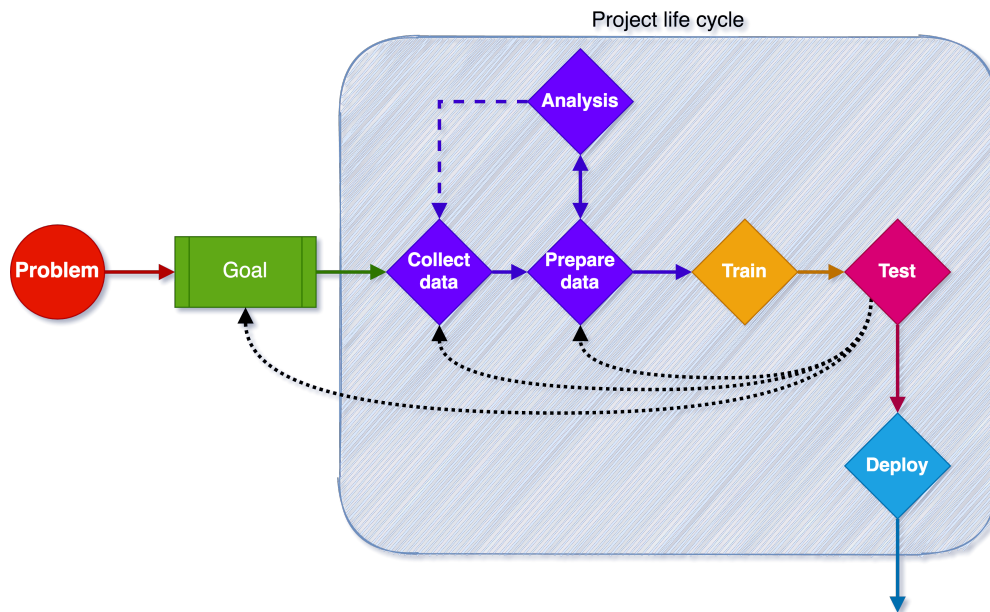 Project life cycle
Analysis
Problem
Goal
Collect
data
Prepare
data
Train
Test
Deploy